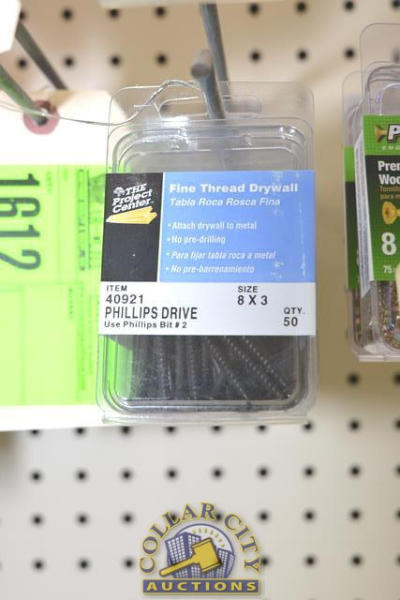 1612
THE
Project
Center
Fine Thread Drywall
Tabla Roca Rosca Fina
• Attach drywall to metal
• No pre-drilling
• Para fijar tabla roca a metal
• No pre-barrenamiento
ITEM
40921
SIZE
8 X 3
PHILLIPS DRIVE
QTY.
50
Use Phillips Bit # 2
8
COLLAR CITY
AUCTIONS